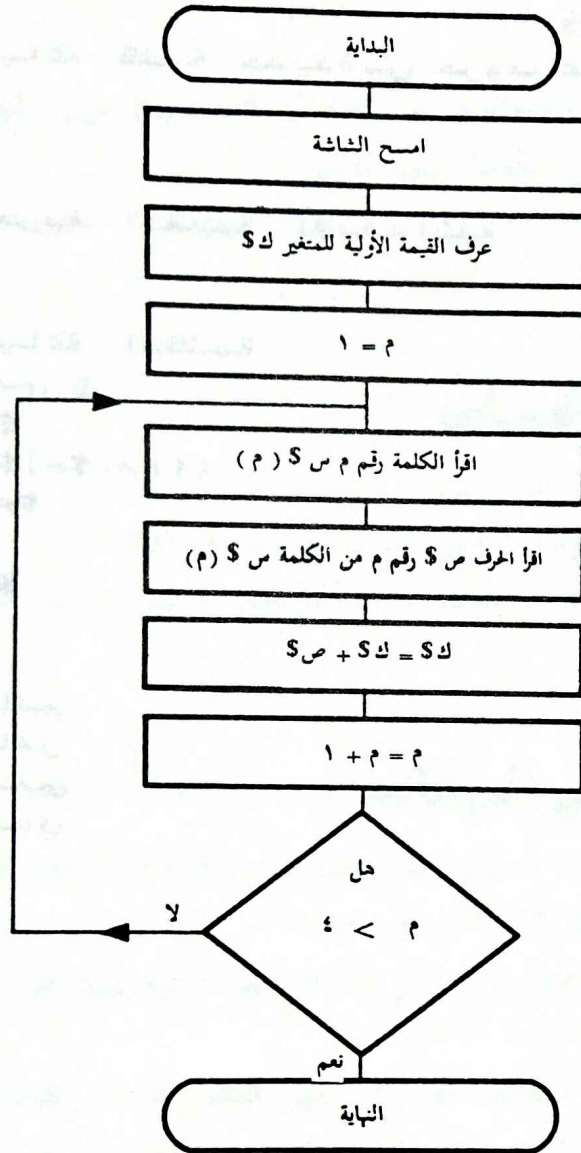 البداية
امسح الشاشة
عرف القيمة الأولية للمتغير ك$
م = ١
اقرأ الكلمة رقم م س $ ( م )
اقرأ الحرف ص $ رقم م من الكلمة س $ (م)
ك$ = ك$ + ص$
م = م + ١
هل
م > ٤
لا
نعم
النهاية